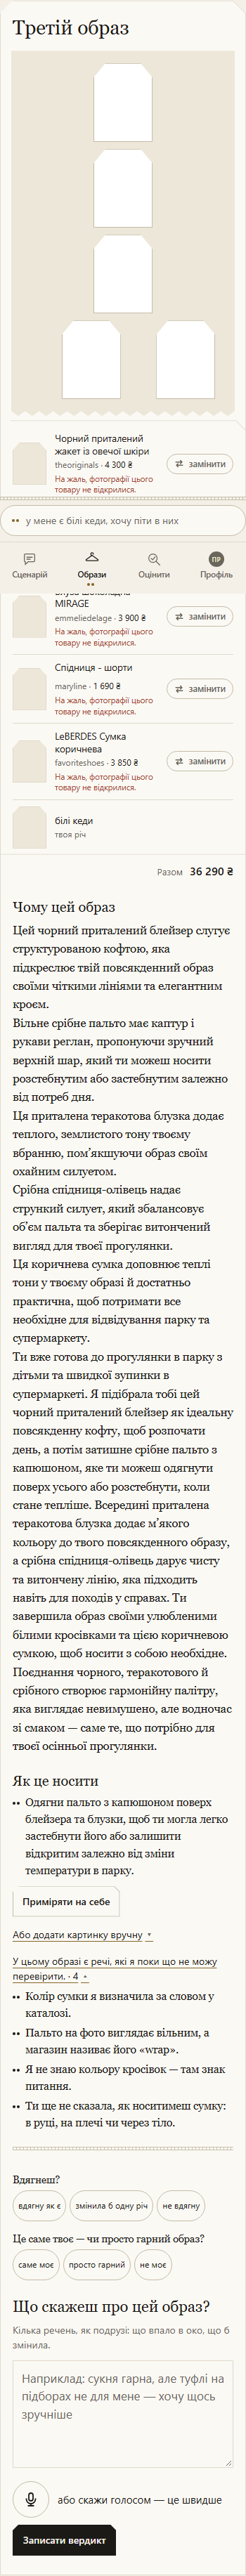 Третій образ
Чорний приталений
жакет із овечої шкіри
theoriginals · 4 300 ₴
На жаль, фотографії цього
товару не відкрилися.
замінити
у мене є білі кеди, хочу піти в них
Сценарій
Образи
Оцінити
ПР
Профіль
MIRAGE
emmeliedelage · 3 900 ₴
На жаль, фотографії цього
товару не відкрилися.
замінити
Спідниця - шорти
maryline · 1 690 ₴
На жаль, фотографії цього
товару не відкрилися.
замінити
LeBERDES Сумка
коричнева
favoriteshoes · 3 850 ₴
На жаль, фотографії цього
товару не відкрилися.
замінити
білі кеди
твоя річ
Разом 36 290 ₴
Чому цей образ
Цей чорний приталений блейзер слугує
структурованою кофтою, яка
підкреслює твій повсякденний образ
своїми чіткими лініями та елегантним
кроєм.
Вільне срібне пальто має каптур і
рукави реглан, пропонуючи зручний
верхній шар, який ти можеш носити
розстебнутим або застебнутим залежно
від потреб дня.
Ця приталена теракотова блузка додає
теплого, землистого тону твоєму
вбранню, пом’якшуючи образ своїм
охайним силуетом.
Срібна спідниця-олівець надає
стрункий силует, який збалансовує
об’єм пальта та зберігає витончений
вигляд для твоєї прогулянки.
Ця коричнева сумка доповнює теплі
тони у твоєму образі й достатньо
практична, щоб потримати все
необхідне для відвідування парку та
супермаркету.
Ти вже готова до прогулянки в парку з
дітьми та швидкої зупинки в
супермаркеті. Я підібрала тобі цей
чорний приталений блейзер як ідеальну
повсякденну кофту, щоб розпочати
день, а потім затишне срібне пальто з
капюшоном, яке ти можеш одягнути
поверх усього або розстебнути, коли
стане тепліше. Всередині приталена
теракотова блузка додає м’якого
кольору до твого повсякденного образу,
а срібна спідниця-олівець дарує чисту
та витончену лінію, яка підходить
навіть для походів у справах. Ти
завершила образ своїми улюбленими
білими кросівками та цією коричневою
сумкою, щоб носити з собою необхідне.
Поєднання чорного, теракотового й
срібного створює гармонійну палітру,
яка виглядає невимушено, але водночас
зі смаком — саме те, що потрібно для
твоєї осінньої прогулянки.
Як це носити
Одягни пальто з капюшоном поверх
блейзера та блузки, щоб ти могла легко
застебнути його або залишити
відкритим залежно від зміни
температури в парку.
Приміряти на себе
Або додати картинку вручну
У цьому образі є речі, які я поки що не можу
перевірити. · 4
Колір сумки я визначила за словом у
каталозі.
Пальто на фото виглядає вільним, а
магазин називає його «wrap».
Я не знаю кольору кросівок — там знак
питання.
Ти ще не сказала, як носитимеш сумку:
в руці, на плечі чи через тіло.
Вдягнеш?
вдягну як є
змінила б одну річ
не вдягну
Це саме твоє — чи просто гарний образ?
саме моє
просто гарний
не моє
Що скажеш про цей образ?
Кілька речень, як подрузі: що впало в око, що б
змінила.
Наприклад: сукня гарна, але туфлі на
підборах не для мене — хочу щось
зручніше
або скажи голосом — це швидше
Записати вердикт